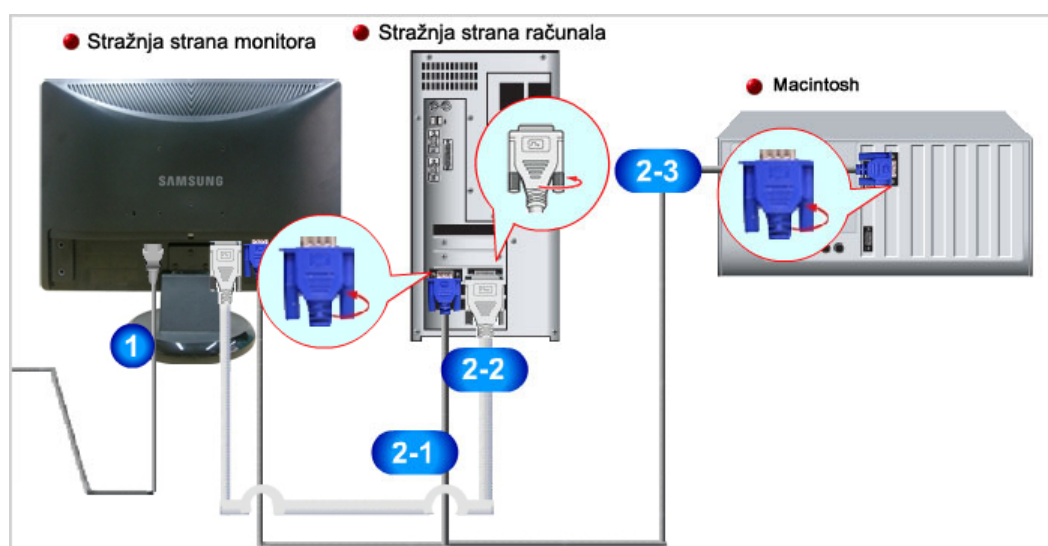 Stražnja strana monitora
Stražnja strana računala
Macintosh
SAMSUNG
2-3
1
2-2
2-1